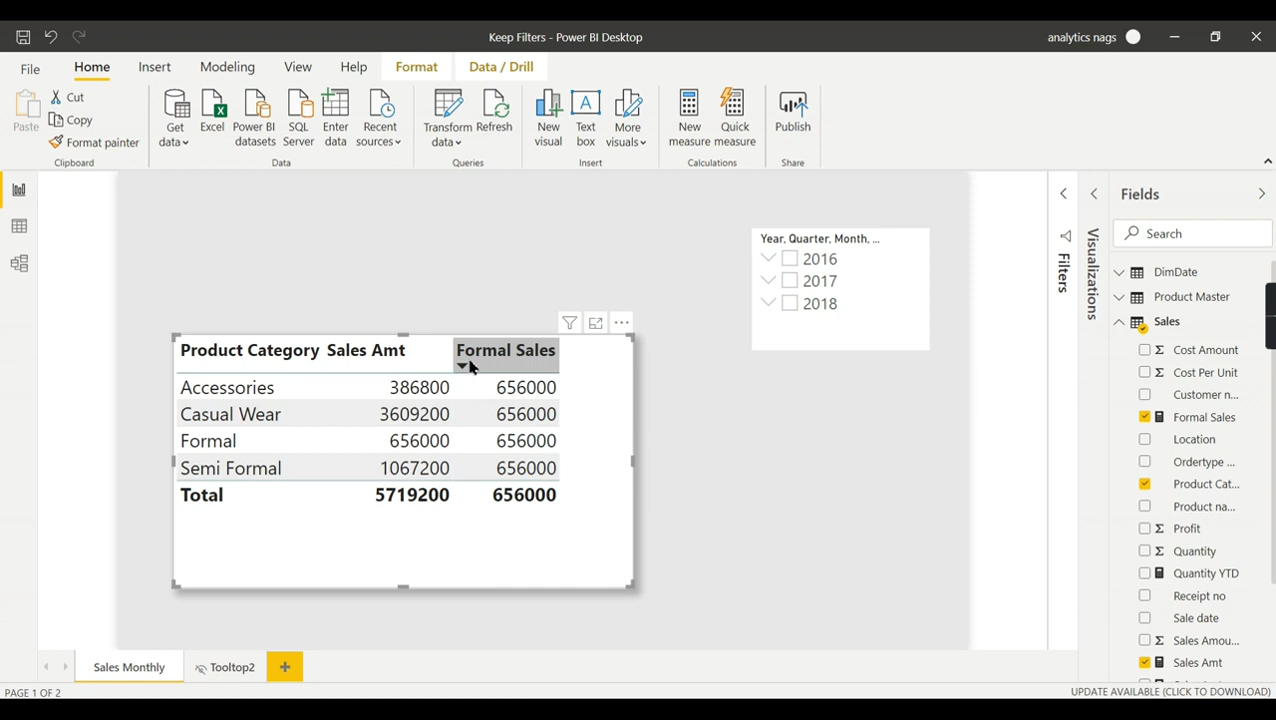 Keep Filters - Power BI Desktop
analytics nags
File
Home
Insert
Modeling
View
Help
Format
Data / Drill
Paste
Cut
Copy
Format painter
Clipboard
Get data
Excel
Power BI datasets
SQL Server
Enter data
Recent sources
Data
Transform data
Refresh
Queries
New visual
Text box
More visuals
Insert
New measure
Quick measure
Calculations
Publish
Share
Year, Quarter, Month, ...
2016
2017
2018
Product Category Sales Amt Formal Sales
Accessories 386800 656000
Casual Wear 3609200 656000
Formal 656000 656000
Semi Formal 1067200 656000
Total 5719200 656000
Filters
Visualizations
Fields
Search
DimDate
Product Master
Sales
Σ Cost Amount
Σ Cost Per Unit
Customer n...
Formal Sales
Location
Ordertype ...
Product Cat...
Product na...
Σ Profit
Σ Quantity
Quantity YTD
Receipt no
Sale date
Σ Sales Amou...
Sales Amt
Sales Monthly
Tooltop2
PAGE 1 OF 2
UPDATE AVAILABLE (CLICK TO DOWNLOAD)